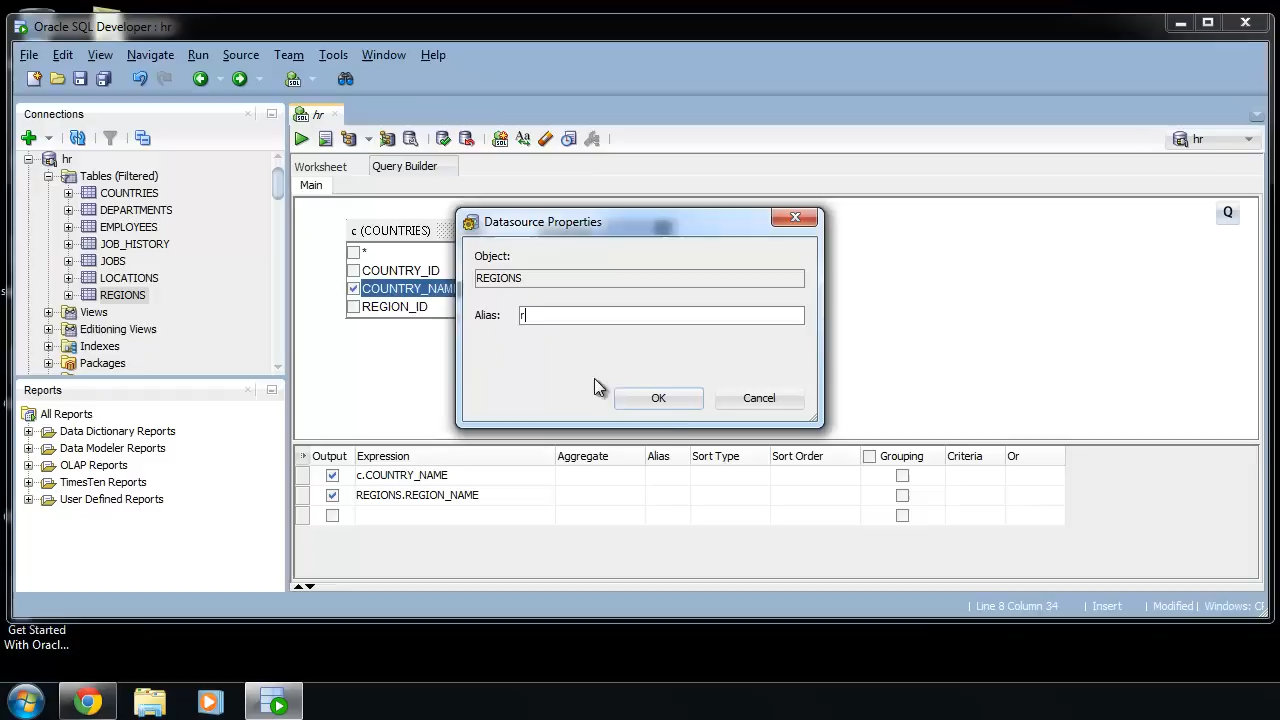 Oracle SQL Developer : hr
File Edit View Navigate Run Source Team Tools Window Help
Connections
hr
Tables (Filtered)
COUNTRIES
DEPARTMENTS
EMPLOYEES
JOB_HISTORY
JOBS
LOCATIONS
REGIONS
Views
Editioning Views
Indexes
Packages
Reports
All Reports
Data Dictionary Reports
Data Modeler Reports
OLAP Reports
TimesTen Reports
User Defined Reports
hr
hr
Worksheet Query Builder
Main
Q
c (COUNTRIES)
*
COUNTRY_ID
COUNTRY_NAME
REGION_ID
Datasource Properties
Object:
REGIONS
Alias: r
OK Cancel
Output Expression Aggregate Alias Sort Type Sort Order Grouping Criteria Or
c.COUNTRY_NAME
REGIONS.REGION_NAME
Line 8 Column 34 Insert Modified Windows:
Get Started
With Oracl...